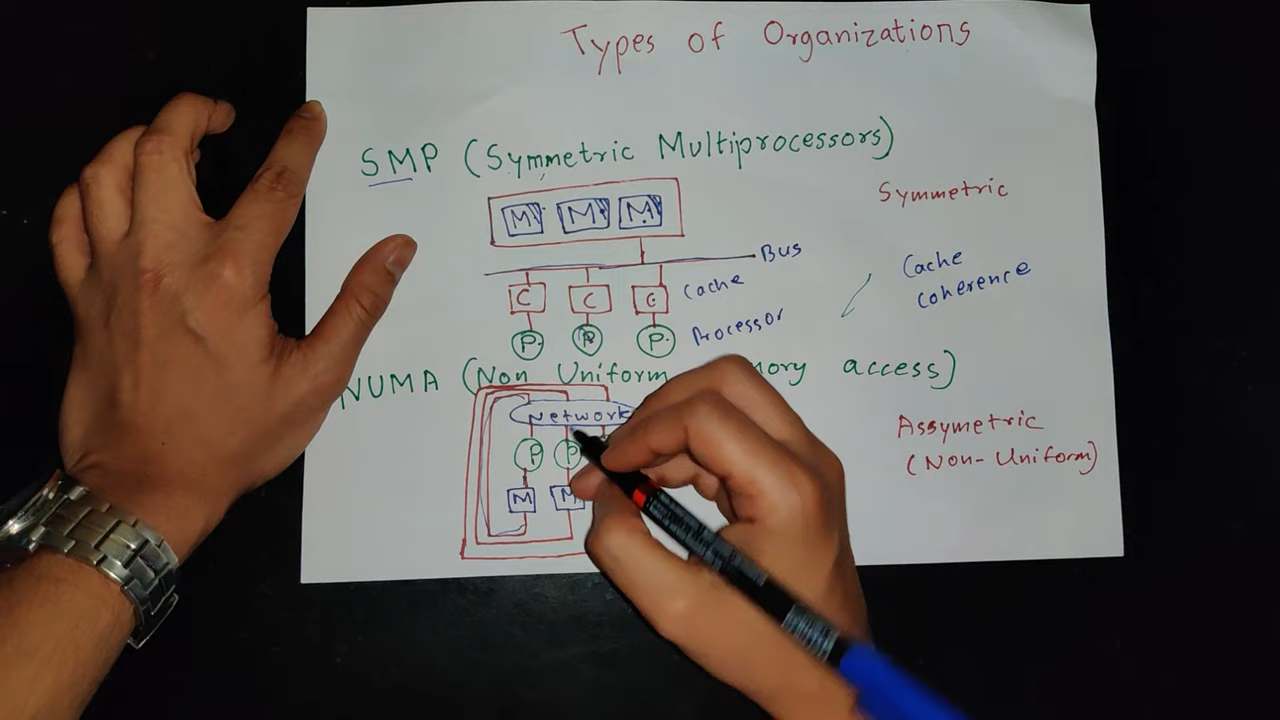 Types of Organizations
SMP (Symmetric Multiprocessors)
Symmetric
M M M
Bus
C C C Cache
Cache
coherence
P P P Processor
NUMA (Non Uniform access)
Network
Assymetric
(Non-Uniform)
P P
M M